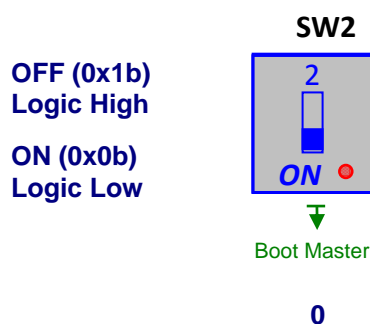 SW2
OFF (0x1b)
Logic High
ON (0x0b)
Logic Low
2
ON
Boot Master
0